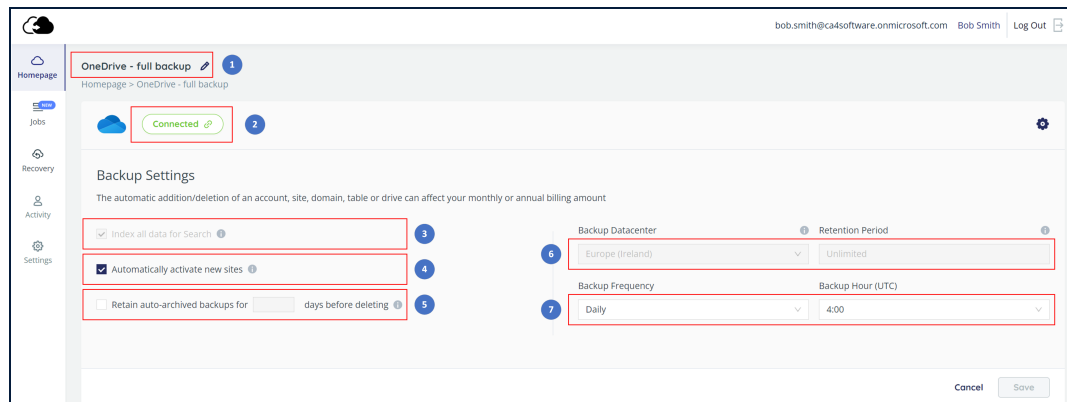 bob.smith@ca4software.onmicrosoft.com Bob Smith Log Out
Homepage
OneDrive - full backup 1
Homepage > OneDrive - full backup
NEW
Jobs
Connected 2
Recovery
Backup Settings
The automatic addition/deletion of an account, site, domain, table or drive can affect your monthly or annual billing amount
Activity
Settings
Index all data for Search 3
Automatically activate new sites 4
Retain auto-archived backups for days before deleting 5
Backup Datacenter Retention Period
6 Europe (Ireland) Unlimited
Backup Frequency Backup Hour (UTC)
7 Daily 4:00
Cancel Save